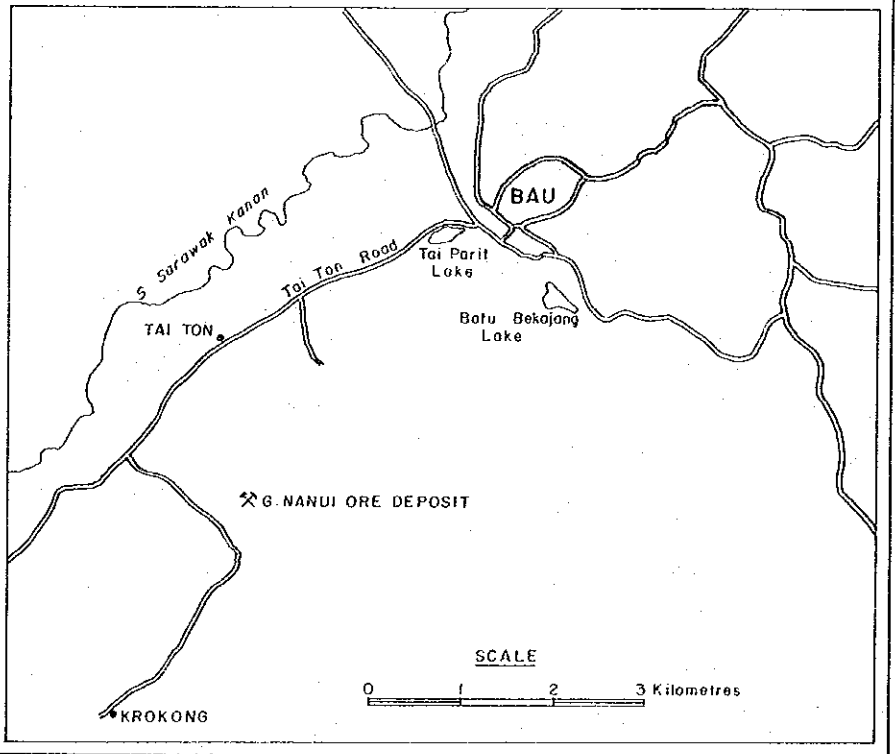 BAU
S Sarawak Kanan
Tai Ton Road
Tai Parit
Lake
Batu Bekajang
Lake
TAI TON
G. NANUI ORE DEPOSIT
SCALE
0 1 2 3 Kilometres
KROKONG